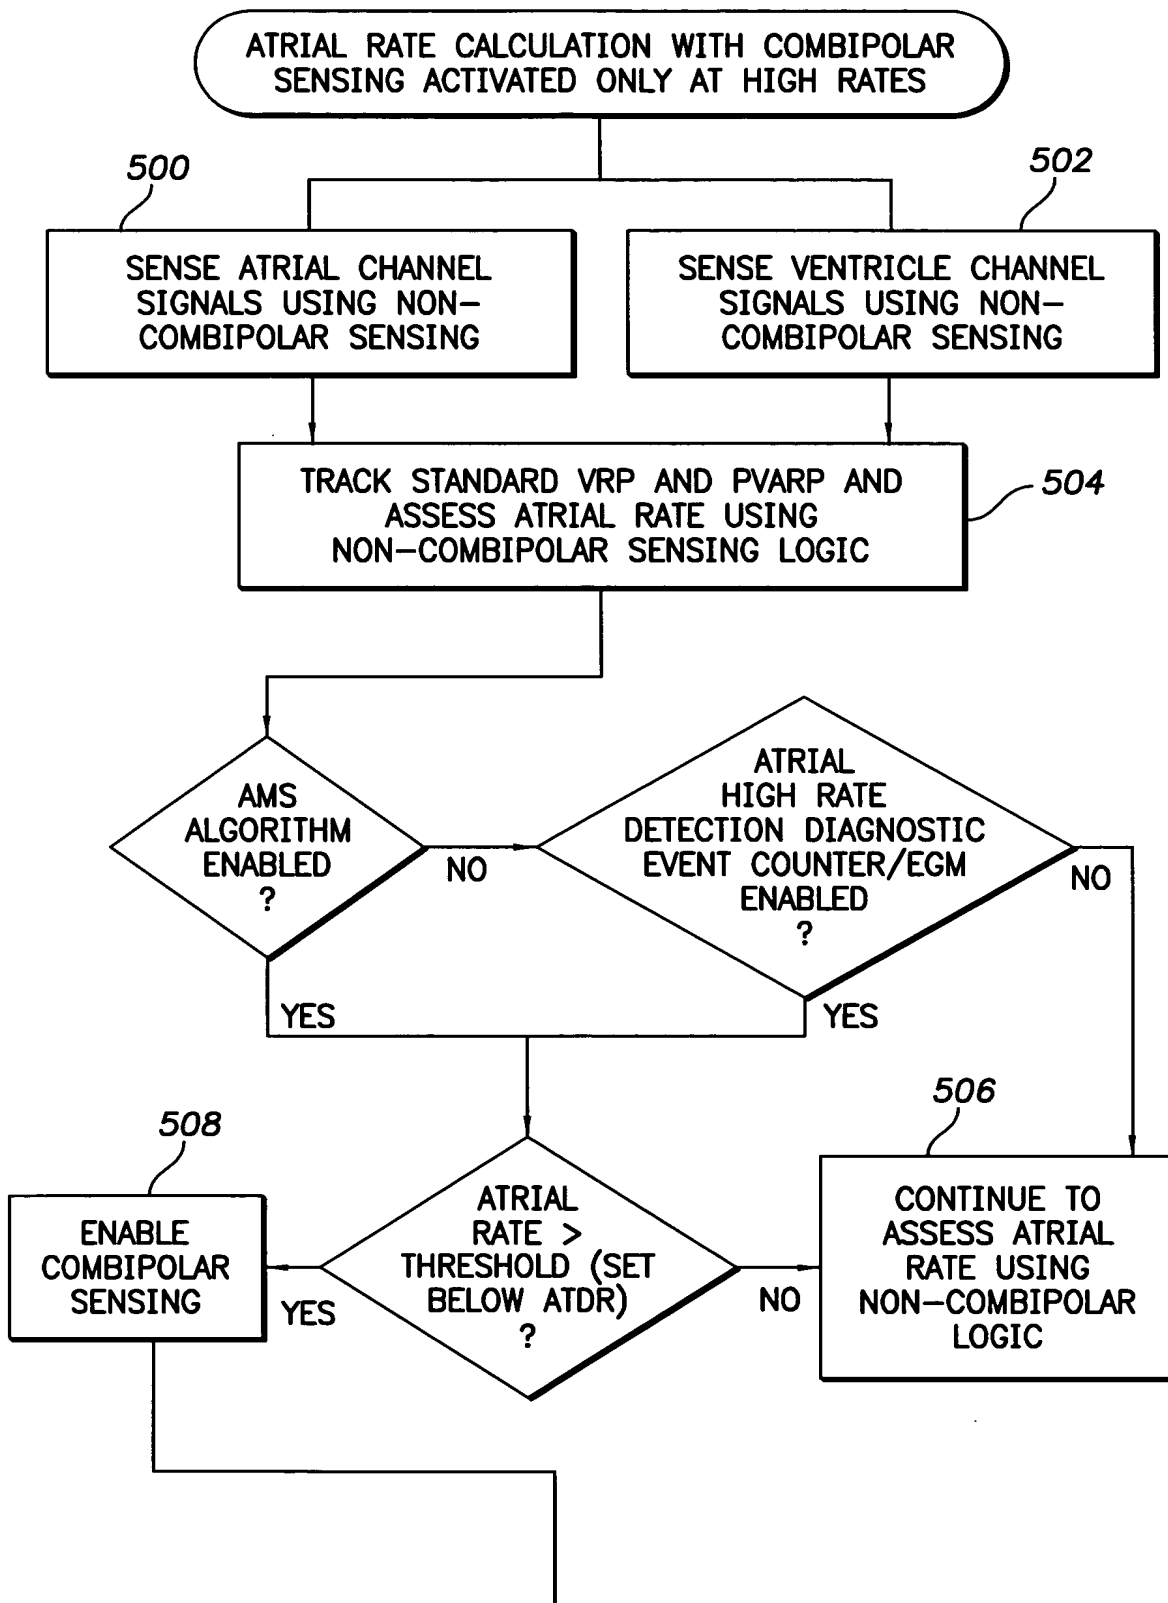 ATRIAL RATE CALCULATION WITH COMBIPOLAR
SENSING ACTIVATED ONLY AT HIGH RATES
500
502
SENSE ATRIAL CHANNEL
SIGNALS USING NON-
COMBIPOLAR SENSING
SENSE VENTRICLE CHANNEL
SIGNALS USING NON-
COMBIPOLAR SENSING
TRACK STANDARD VRP AND PVARP AND
ASSESS ATRIAL RATE USING
NON-COMBIPOLAR SENSING LOGIC
504
AMS
ALGORITHM
ENABLED
?
NO
YES
ATRIAL
HIGH RATE
DETECTION DIAGNOSTIC
EVENT COUNTER/EGM
ENABLED
?
NO
YES
508
ENABLE
COMBIPOLAR
SENSING
YES
ATRIAL
RATE >
THRESHOLD (SET
BELOW ATDR)
?
NO
506
CONTINUE TO
ASSESS ATRIAL
RATE USING
NON-COMBIPOLAR
LOGIC